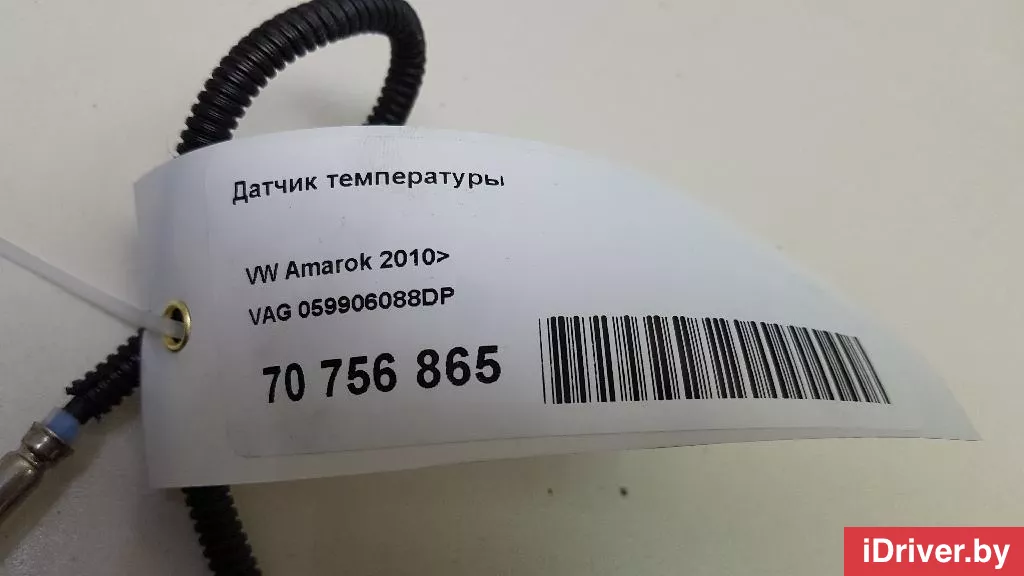 Датчик температуры
VW Amarok 2010>
VAG 059906088DP
70 756 865
iDriver.by